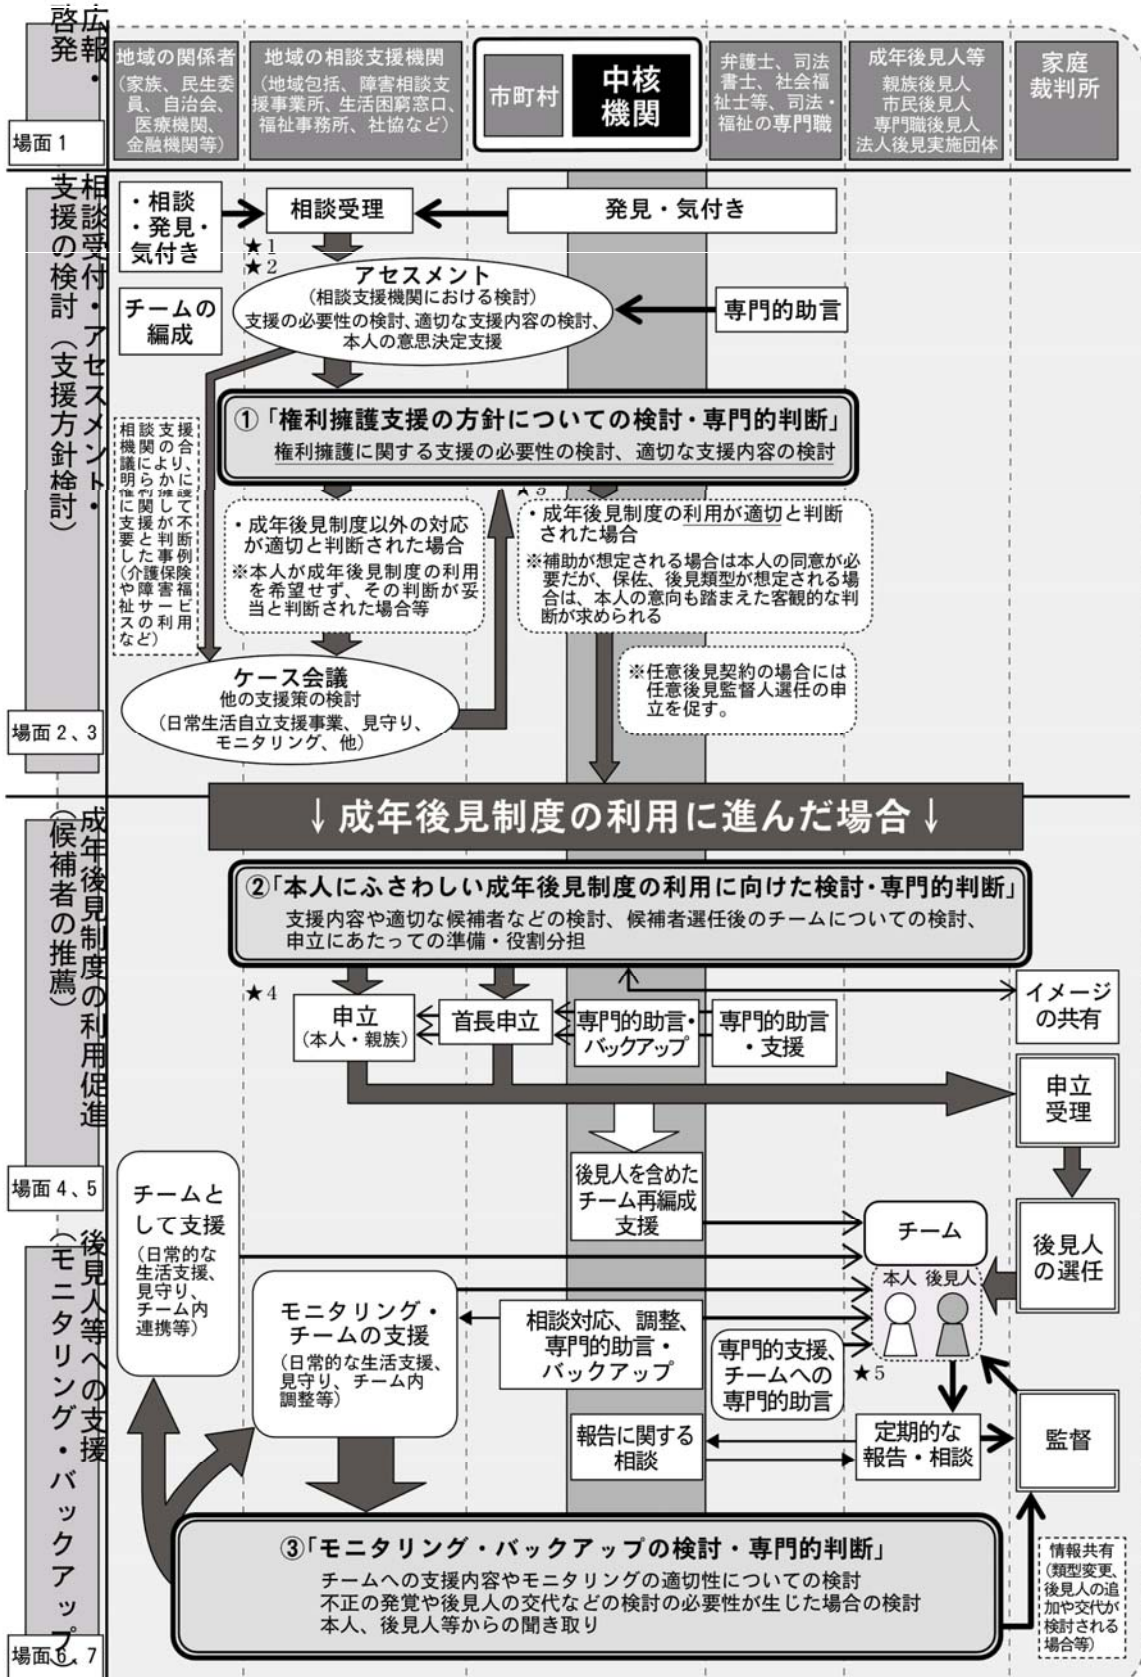 広報・
啓発
場面1
地域の関係者
(家族、民生委
員、自治会、
医療機関、
金融機関等)
地域の相談支援機関
(地域包括、障害相談支
援事業所、生活困窮窓口、
福祉事務所、社協など)
市町村
中核
機関
弁護士、司法
書士、社会福
祉士等、司法・
福祉の専門職
成年後見人等
親族後見人
市民後見人
専門職後見人
法人後見実施団体
家庭
裁判所
相談受付・アセスメント・
支援の検討(支援方針検討)
場面2、3
・相談
・発見・
気付き
相談受理
発見・気付き
★1
★2
アセスメント
(相談支援機関における検討)
支援の必要性の検討、適切な支援内容の検討、
本人の意思決定支援
専門的助言
チームの
編成
①「権利擁護支援の方針についての検討・専門的判断」
権利擁護に関する支援の必要性の検討、適切な支援内容の検討
相談支援
機関の合
議により、
明らかに
権利擁護
に関して
支援が不
要と判断
した事例
(介護保険
や障害福
祉サービ
スの利用
など)
・成年後見制度以外の対応
が適切と判断された場合
※本人が成年後見制度の利用
を希望せず、その判断が妥
当と判断された場合等
・成年後見制度の利用が適切と判断
された場合
※補助が想定される場合は本人の同意が必
要だが、保佐、後見類型が想定される場
合は、本人の意向も踏まえた客観的な判
断が求められる
※任意後見契約の場合には
任意後見監督人選任の申
立を促す。
ケース会議
他の支援策の検討
(日常生活自立支援事業、見守り、
モニタリング、他)
↓成年後見制度の利用に進んだ場合↓
成年後見制度の利用促進
(候補者の推薦)
場面4、5
②「本人にふさわしい成年後見制度の利用に向けた検討・専門的判断」
支援内容や適切な候補者などの検討、候補者選任後のチームについての検討、
申立にあたっての準備・役割分担
★4
申立
(本人・親族)
首長申立
専門的助言・
バックアップ
専門的助言
・支援
イメージ
の共有
申立
受理
後見人を含めた
チーム再編成
支援
後見人
の選任
後見人等への支援
(モニタリング・バックアップ)
場面6、7
チームと
して支援
(日常的な
生活支援、
見守り、
チーム内
連携等)
チーム
本人 後見人
モニタリング・
チームの支援
(日常的な生活支援、
見守り、チーム内
調整等)
相談対応、調整、
専門的助言・
バックアップ
専門的支援、
チームへの
専門的助言
★5
報告に関する
相談
定期的な
報告・相談
監督
③「モニタリング・バックアップの検討・専門的判断」
チームへの支援内容やモニタリングの適切性についての検討
不正の発覚や後見人の交代などの検討の必要性が生じた場合の検討
本人、後見人等からの聞き取り
情報共有
(類型変更、
後見人の追
加や交代が
検討される
場合等)